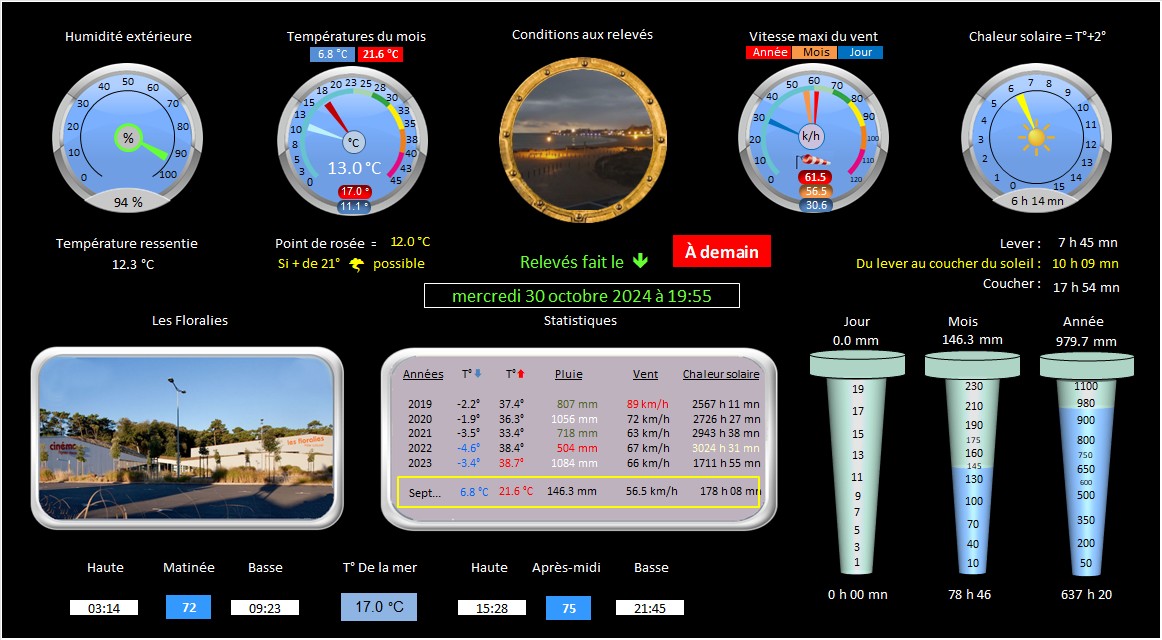 Humidité extérieure
Températures du mois
Conditions aux relevés
Vitesse maxi du vent
Chaleur solaire = T°+2°
6.8 °C 21.6 °C
Année Mois Jour
0 10 20 30 40 50 60 70 80 90 100
%
94 %
0 3 5 8 10 13 15 18 20 23 25 28 30 33 35 38 40 43 45
°C
13.0 °C
17.0 °
11.1 °
0 10 20 30 40 50 60 70 80 90 100 110 120
k/h
61.5
56.5
30.6
0 1 2 3 4 5 6 7 8 9 10 11 12 13 14 15
6 h 14 mn
Température ressentie
12.3 °C
Point de rosée = 12.0 °C
Si + de 21° possible
Relevés fait le
À demain
Lever : 7 h 45 mn
Du lever au coucher du soleil : 10 h 09 mn
Coucher : 17 h 54 mn
mercredi 30 octobre 2024 à 19:55
Les Floralies
cinéma
les floralies
Statistiques
Années T° T° Pluie Vent Chaleur solaire
2019 -2.2° 37.4° 807 mm 89 km/h 2567 h 11 mn
2020 -1.9° 36.3° 1056 mm 72 km/h 2726 h 27 mn
2021 -3.5° 33.4° 718 mm 63 km/h 2943 h 38 mn
2022 -4.6° 38.4° 504 mm 67 km/h 3024 h 31 mn
2023 -3.4° 38.7° 1084 mm 66 km/h 1711 h 55 mn
Sept... 6.8 °C 21.6 °C 146.3 mm 56.5 km/h 178 h 08 mn
Jour
0.0 mm
19
17
15
13
11
9
7
5
3
1
0 h 00 mn
Mois
146.3 mm
230
210
190
175
160
145
130
100
70
40
10
78 h 46
Année
979.7 mm
1100
980
900
800
750
650
600
500
350
200
50
637 h 20
Haute Matinée Basse
03:14 72 09:23
T° De la mer
17.0 °C
Haute Après-midi Basse
15:28 75 21:45